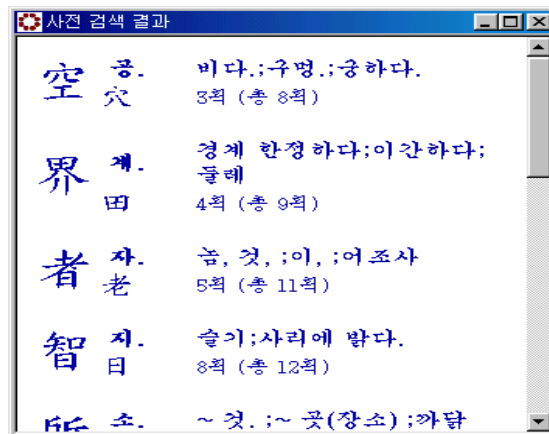 사전 검색 결과
空 공. 비다.;구멍.;궁하다.
穴 3획 (총 8획)
界 계. 경계 한정하다;이간하다;
둘레
田 4획 (총 9획)
者 자. 놈, 것, ;이, ;어조사
老 5획 (총 11획)
智 지. 슬기;사리에 밝다.
日 8획 (총 12획)
所 소. ~ 것. ;~ 곳(장소) ;까닭